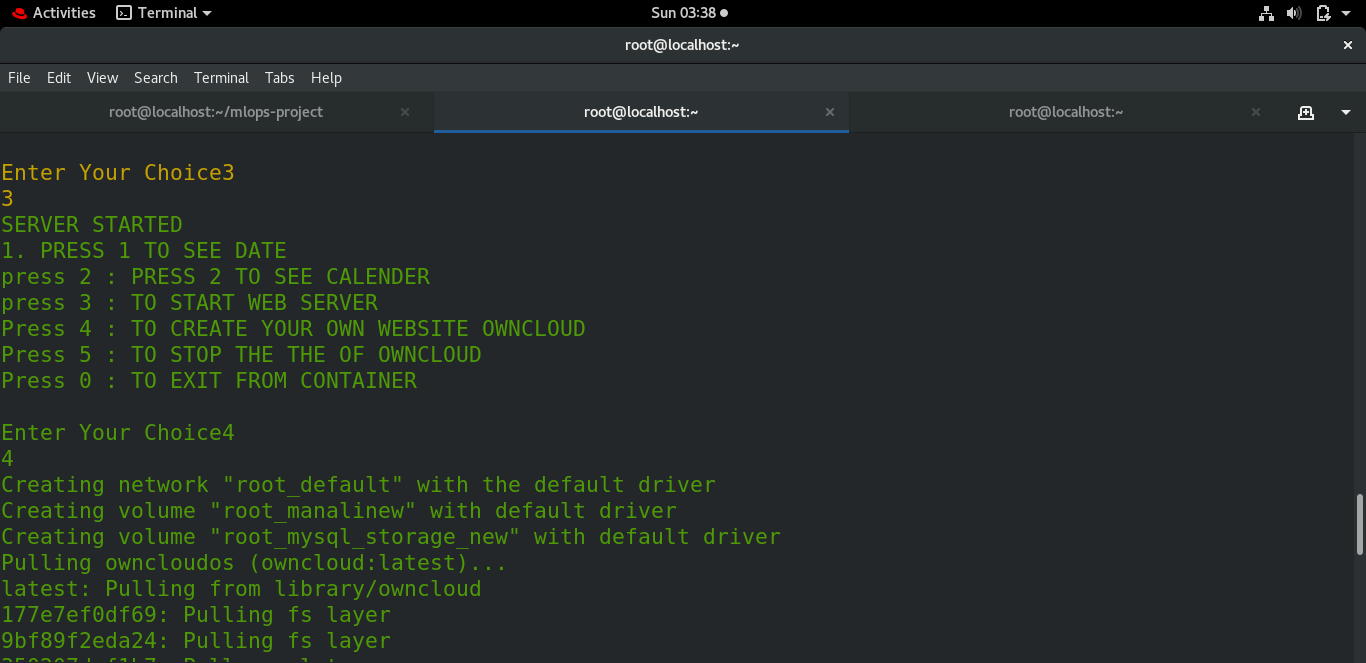 Activities Terminal Sun 03:38
root@localhost:~
File Edit View Search Terminal Tabs Help
root@localhost:~/mlops-project root@localhost:~ root@localhost:~
Enter Your Choice3
3
SERVER STARTED
1. PRESS 1 TO SEE DATE
press 2 : PRESS 2 TO SEE CALENDER
press 3 : TO START WEB SERVER
Press 4 : TO CREATE YOUR OWN WEBSITE OWNCLOUD
Press 5 : TO STOP THE THE OF OWNCLOUD
Press 0 : TO EXIT FROM CONTAINER
Enter Your Choice4
4
Creating network "root_default" with the default driver
Creating volume "root_manalinew" with default driver
Creating volume "root_mysql_storage_new" with default driver
Pulling owncloudos (owncloud:latest)...
latest: Pulling from library/owncloud
177e7ef0df69: Pulling fs layer
9bf89f2eda24: Pulling fs layer